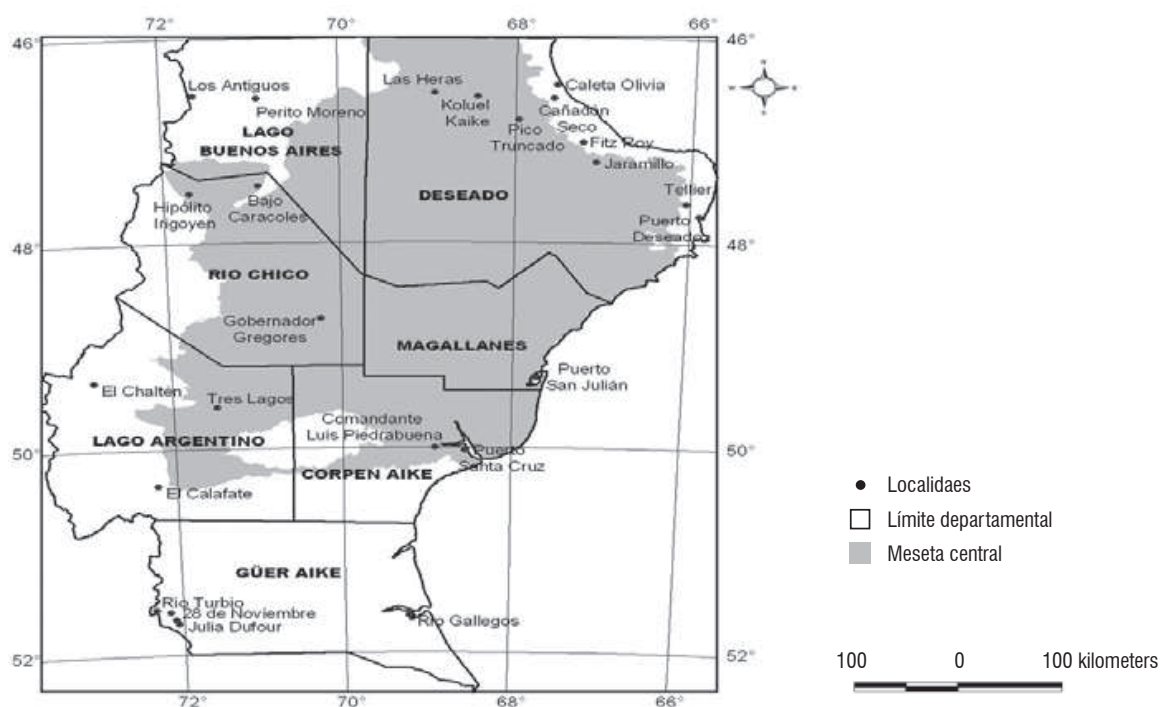 72°
70°
68°
66°
46°
46°
Los Antiguos
Perito Moreno
LAGO
BUENOS AIRES
Las Heras
Koluel
Kaike
Caleta Olivia
Cañadón
Seco
Pico
Truncado
Fitz Roy
Jaramillo
Tellier
Puerto
Deseado
DESEADO
Hipólito
Irigoyen
Bajo
Caracoles
48°
48°
RIO CHICO
Gobernador
Gregores
MAGALLANES
Puerto
San Julián
El Chaltén
Tres Lagos
Comandante
Luis Piedrabuena
LAGO ARGENTINO
50°
50°
Puerto
Santa Cruz
CORPEN AIKE
El Calafate
GÜER AIKE
Rio Turbio
28 de Noviembre
Julia Dufour
Rio Gallegos
52°
52°
72°
70°
68°
66°
Localidaes
Límite departamental
Meseta central
100 0 100 kilometers